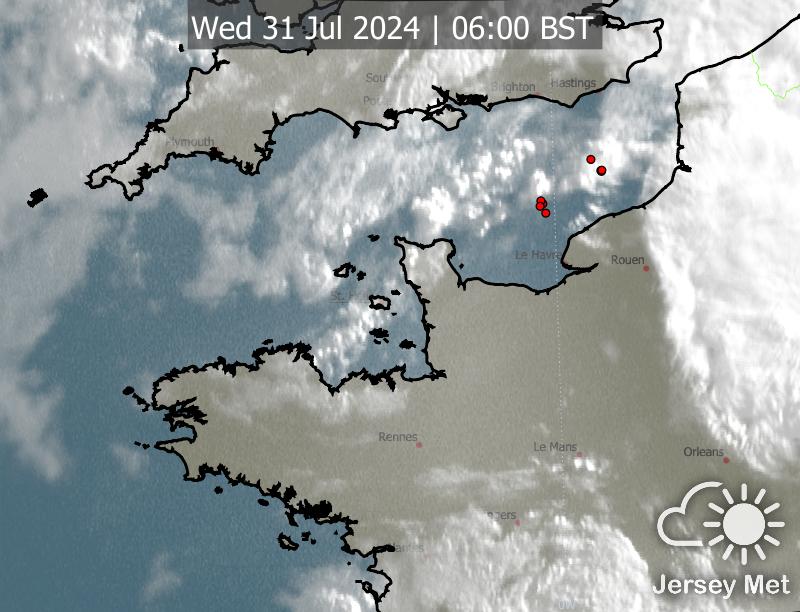 Wed 31 Jul 2024 | 06:00 BST
Brighton
Hastings
Plymouth
Le Havre
Rouen
Rennes
Le Mans
Orleans
Jersey Met